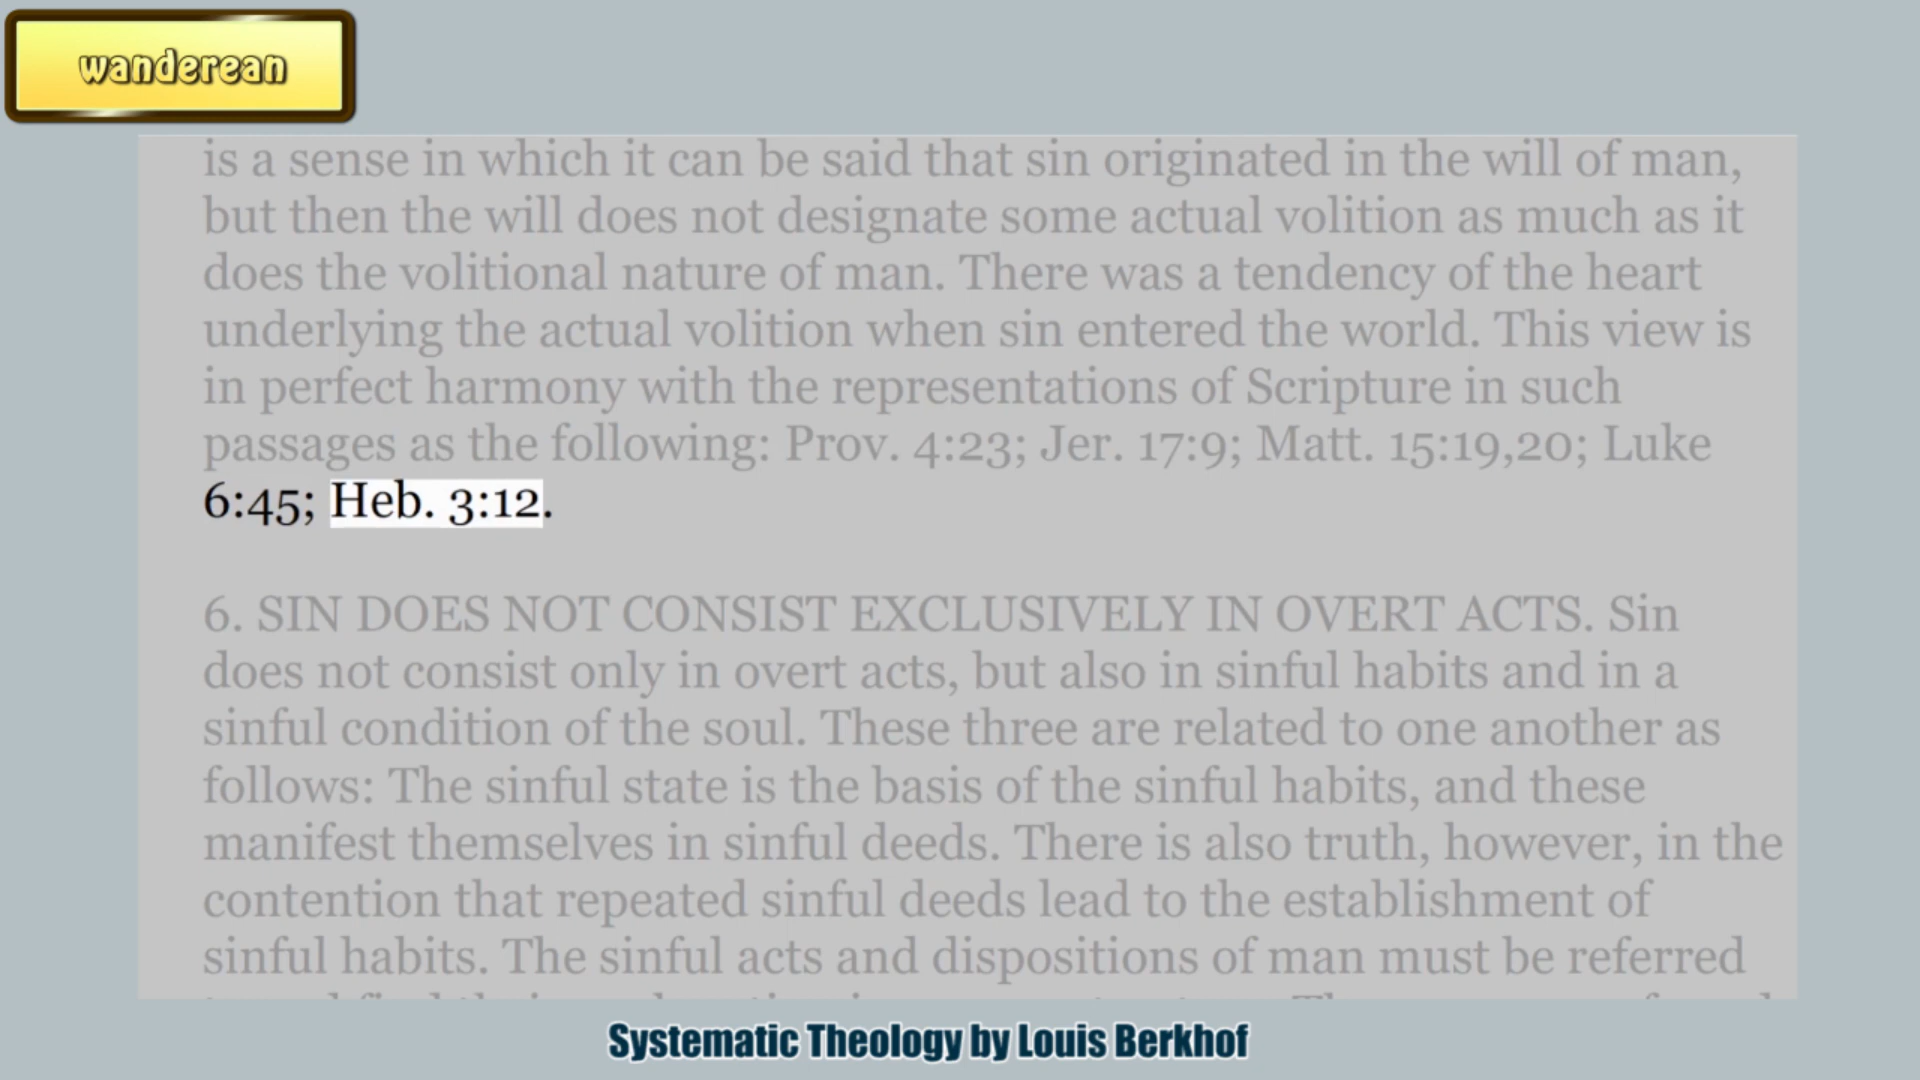 wanderean
is a sense in which it can be said that sin originated in the will of man,
but then the will does not designate some actual volition as much as it
does the volitional nature of man. There was a tendency of the heart
underlying the actual volition when sin entered the world. This view is
in perfect harmony with the representations of Scripture in such
passages as the following: Prov. 4:23; Jer. 17:9; Matt. 15:19,20; Luke
6:45; Heb. 3:12.
6. SIN DOES NOT CONSIST EXCLUSIVELY IN OVERT ACTS. Sin
does not consist only in overt acts, but also in sinful habits and in a
sinful condition of the soul. These three are related to one another as
follows: The sinful state is the basis of the sinful habits, and these
manifest themselves in sinful deeds. There is also truth, however, in the
contention that repeated sinful deeds lead to the establishment of
sinful habits. The sinful acts and dispositions of man must be referred
Systematic Theology by Louis Berkhof